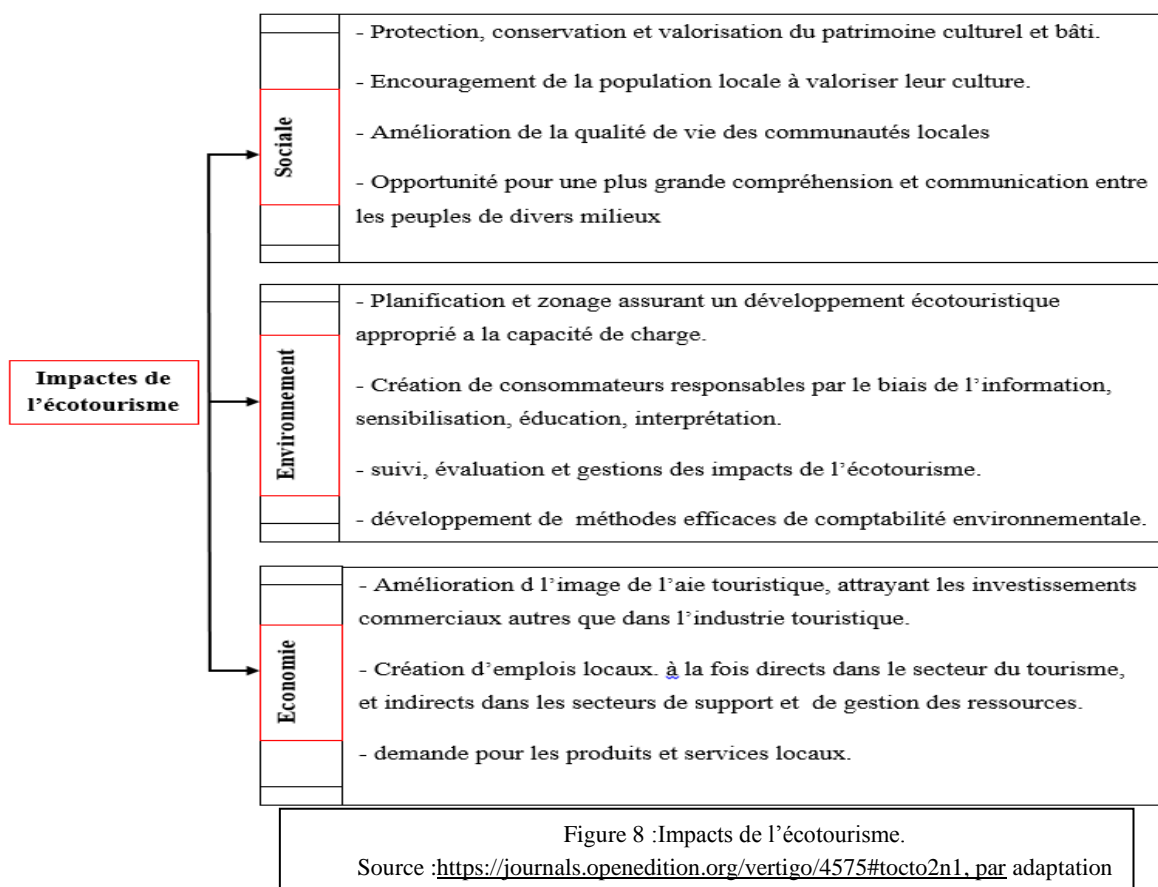 Impactes de
l'écotourisme
Sociale
- Protection, conservation et valorisation du patrimoine culturel et bâti.
- Encouragement de la population locale à valoriser leur culture.
- Amélioration de la qualité de vie des communautés locales
- Opportunité pour une plus grande compréhension et communication entre
les peuples de divers milieux
Environnement
- Planification et zonage assurant un développement écotouristique
approprié a la capacité de charge.
- Création de consommateurs responsables par le biais de l'information,
sensibilisation, éducation, interprétation.
- suivi, évaluation et gestions des impacts de l'écotourisme.
- développement de méthodes efficaces de comptabilité environnementale.
Economie
- Amélioration d l'image de l'aie touristique, attrayant les investissements
commerciaux autres que dans l'industrie touristique.
- Création d'emplois locaux. à la fois directs dans le secteur du tourisme,
et indirects dans les secteurs de support et de gestion des ressources.
- demande pour les produits et services locaux.
Figure 8 :Impacts de l'écotourisme.
Source :https://journals.openedition.org/vertigo/4575#tocto2n1, par adaptation